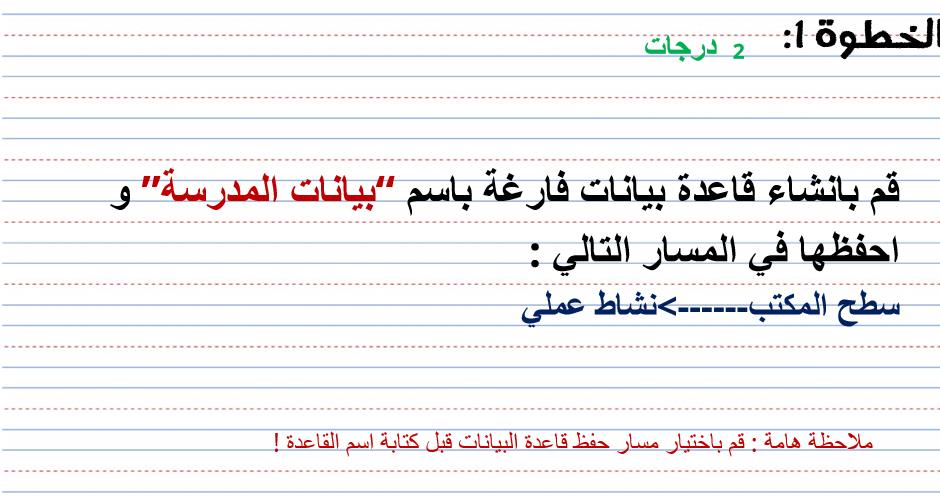 الخطوة 1:
2 درجات
قم بانشاء قاعدة بيانات فارغة باسم “بيانات المدرسة” و
احفظها في المسار التالي :
سطح المكتب------>نشاط عملي
ملاحظة هامة : قم باختيار مسار حفظ قاعدة البيانات قبل كتابة اسم القاعدة !